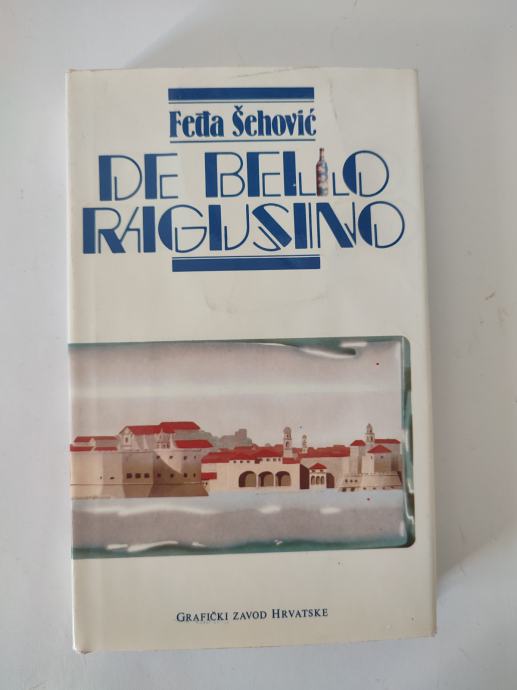 Feđa Šehović
DE BELLO
RAGUSINO
GRAFIČKI ZAVOD HRVATSKE